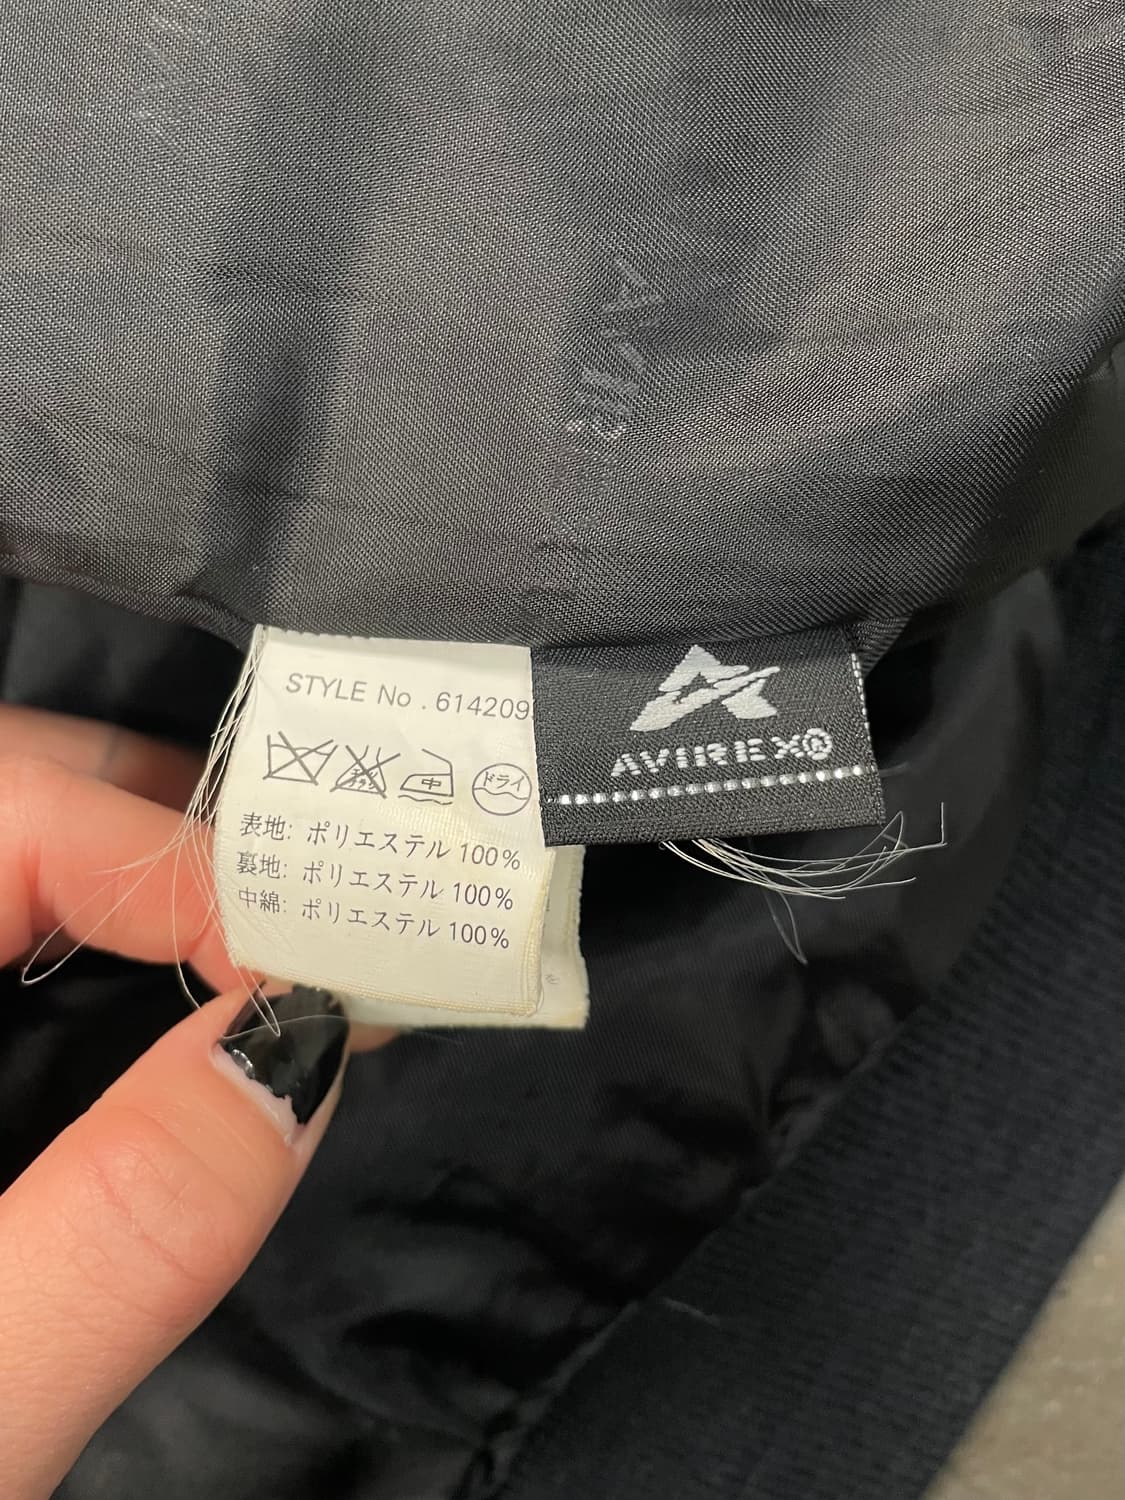 STYLE No . 614209
中
ドライ
表地: ポリエステル 100%
裏地: ポリエステル 100%
中綿: ポリエステル 100%
AVIREX®